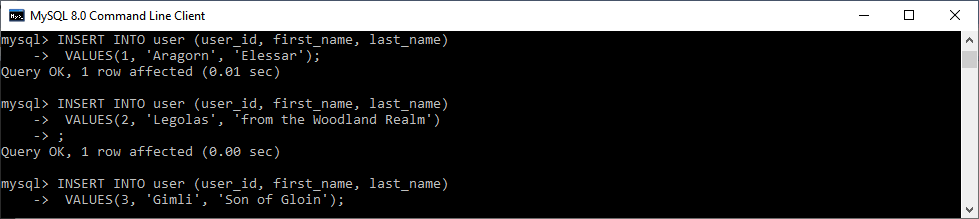 MySQL 8.0 Command Line Client
mysql> INSERT INTO user (user_id, first_name, last_name)
    ->  VALUES(1, 'Aragorn', 'Elessar');
Query OK, 1 row affected (0.01 sec)
mysql> INSERT INTO user (user_id, first_name, last_name)
    ->  VALUES(2, 'Legolas', 'from the Woodland Realm')
    -> ;
Query OK, 1 row affected (0.00 sec)
mysql> INSERT INTO user (user_id, first_name, last_name)
    ->  VALUES(3, 'Gimli', 'Son of Gloin');